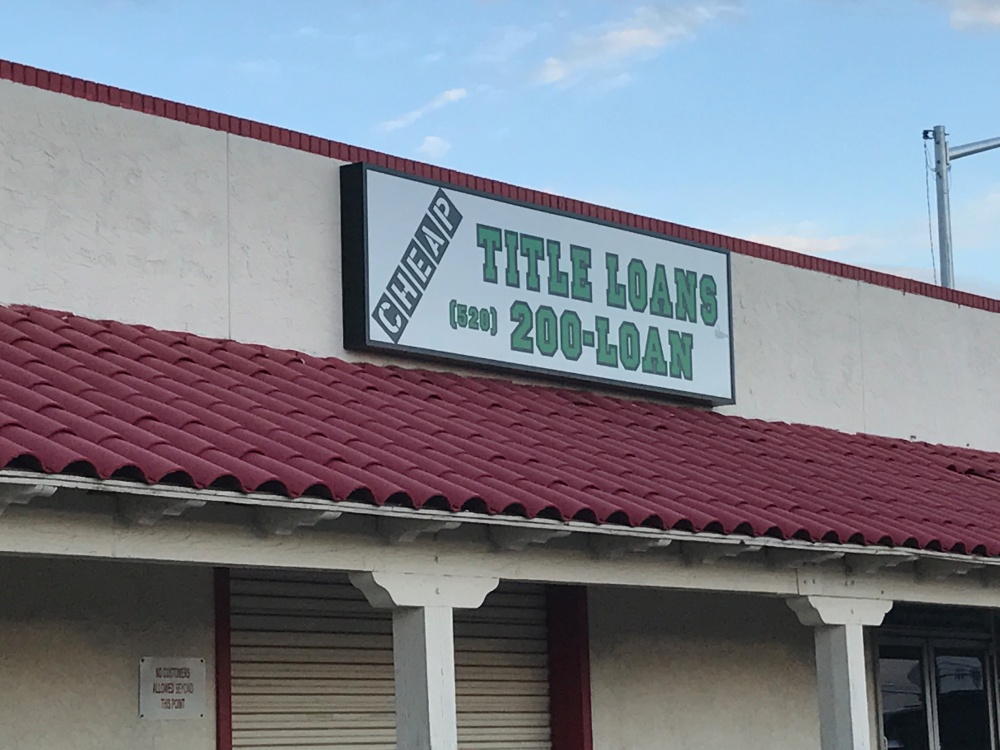 CHEAP
TITLE LOANS
(520) 200-LOAN
NO CUSTOMERS
ALLOWED BEYOND
THIS POINT